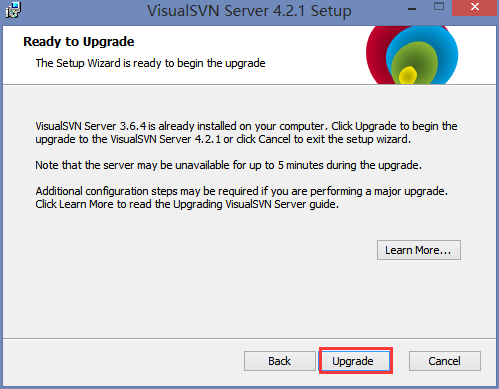 VisualSVN Server 4.2.1 Setup
Ready to Upgrade
The Setup Wizard is ready to begin the upgrade
VisualSVN Server 3.6.4 is already installed on your computer. Click Upgrade to begin the
upgrade to the VisualSVN Server 4.2.1 or click Cancel to exit the setup wizard.
Note that the server may be unavailable for up to 5 minutes during the upgrade.
Additional configuration steps may be required if you are performing a major upgrade.
Click Learn More to read the Upgrading VisualSVN Server guide.
Learn More...
Back
Upgrade
Cancel